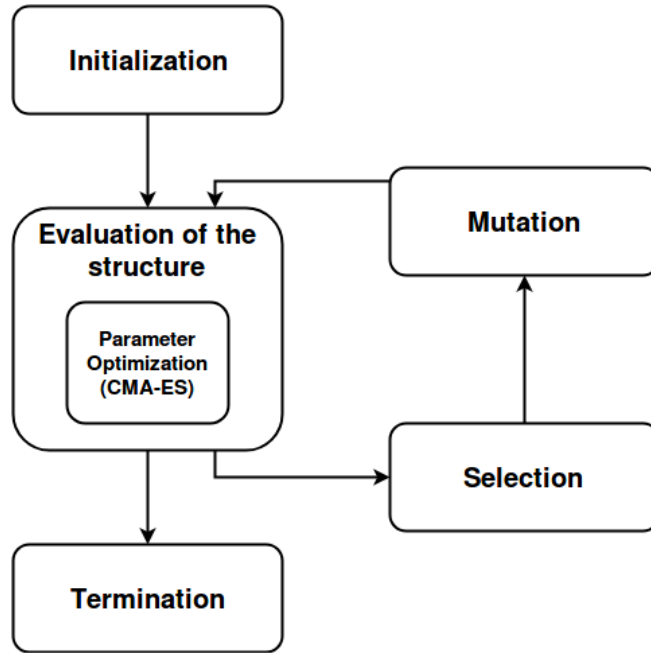 Initialization
Evaluation of the
structure
Parameter
Optimization
(CMA-ES)
Mutation
Selection
Termination